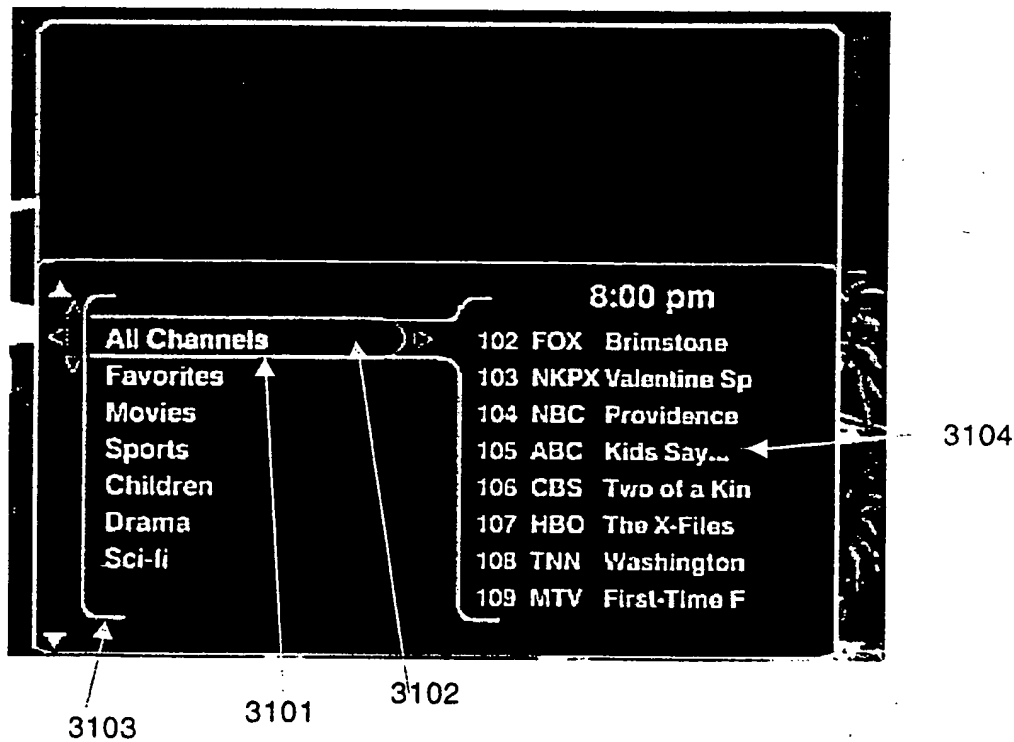 8:00 pm
All Channels
Favorites
Movies
Sports
Children
Drama
Sci-fi
102 FOX Brimstone
103 NKPX Valentine Sp
104 NBC Providence
105 ABC Kids Say...
106 CBS Two of a Kin
107 HBO The X-Files
108 TNN Washington
109 MTV First-Time F
3104
3103
3101
3102